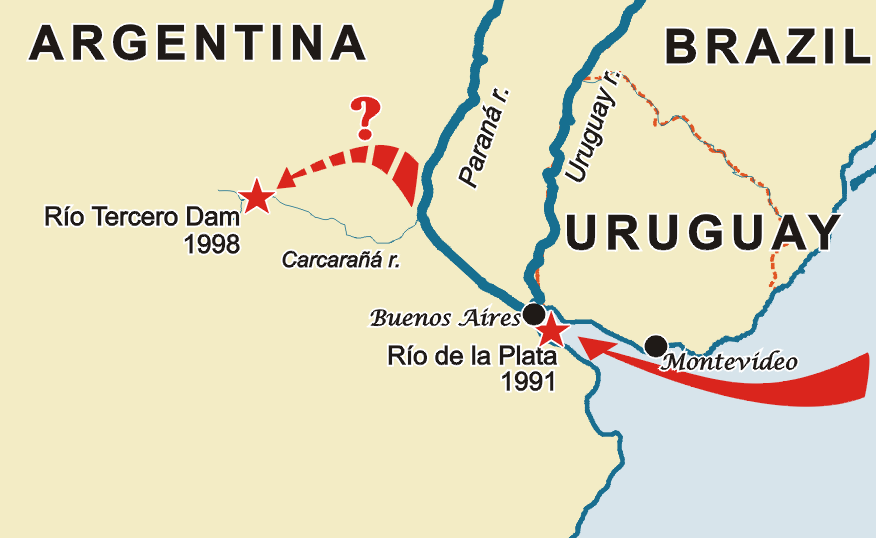 ARGENTINA
BRAZIL
?
Paraná r.
Uruguay r.
Río Tercero Dam
1998
Carcarañá r.
URUGUAY
Buenos Aires
Río de la Plata
1991
Montevideo